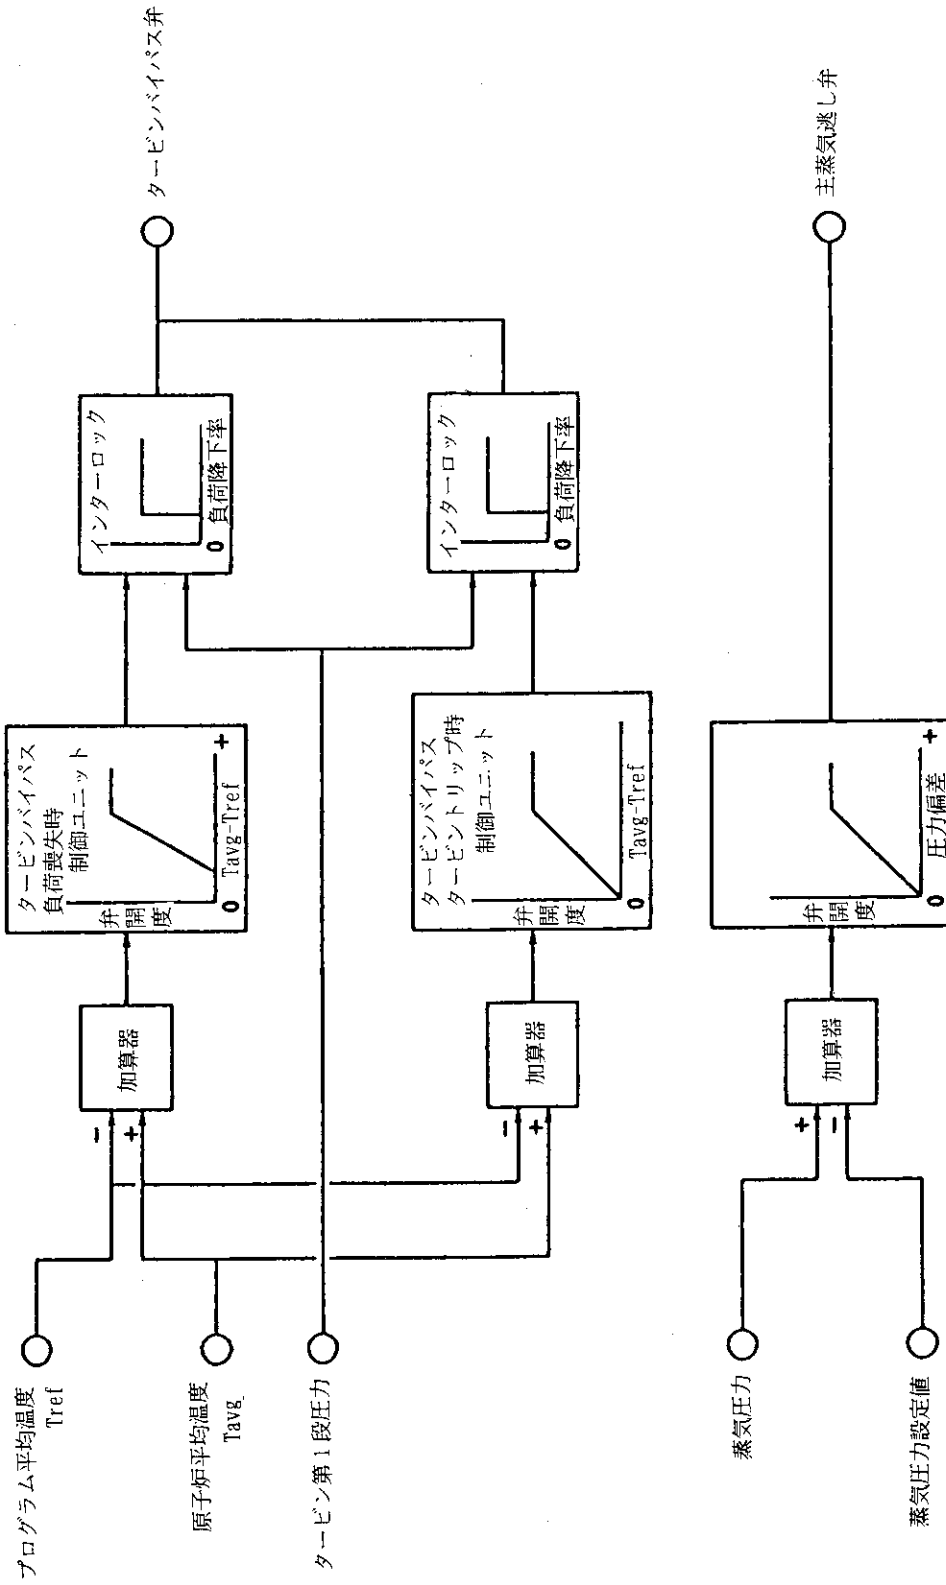 プログラム平均温度
Tref
原子炉平均温度
Tavg
タービン第1段圧力
-
+
加算器
タービンバイパス
負荷喪失時
制御ユニット
弁開度
0
Tavg-Tref
+
インターロック
0
負荷降下率
タービンバイパス弁
-
+
加算器
タービンバイパス
タービントリップ時
制御ユニット
弁開度
0
Tavg-Tref
インターロック
0
負荷降下率
蒸気圧力
蒸気圧力設定値
+
-
加算器
弁開度
0
圧力偏差
+
主蒸気逃し弁